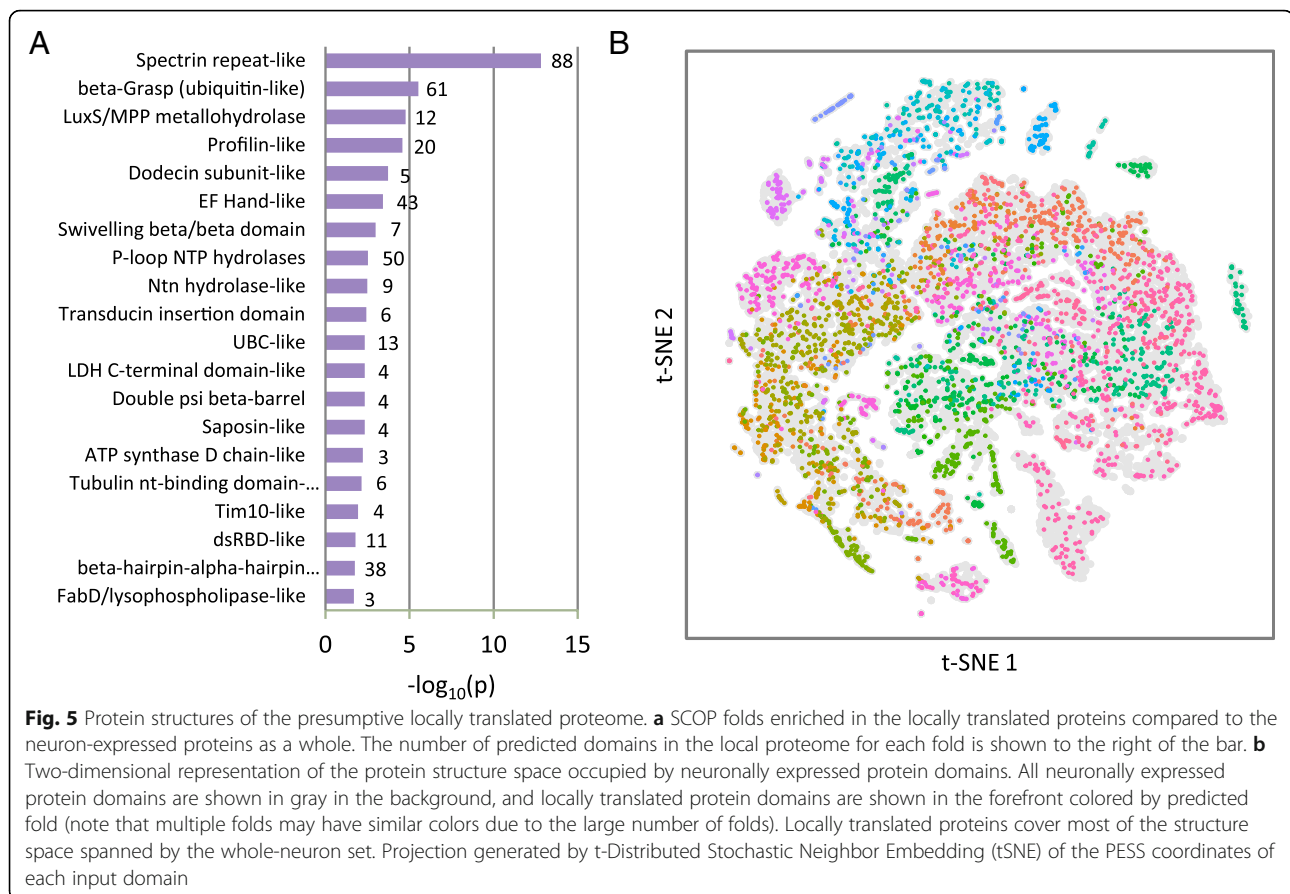 A
Spectrin repeat-like 88
beta-Grasp (ubiquitin-like) 61
LuxS/MPP metallohydrolase 12
Profilin-like 20
Dodecin subunit-like 5
EF Hand-like 43
Swivelling beta/beta domain 7
P-loop NTP hydrolases 50
Ntn hydrolase-like 9
Transducin insertion domain 6
UBC-like 13
LDH C-terminal domain-like 4
Double psi beta-barrel 4
Saposin-like 4
ATP synthase D chain-like 3
Tubulin nt-binding domain-... 6
Tim10-like 4
dsRBD-like 11
beta-hairpin-alpha-hairpin... 38
FabD/lysophospholipase-like 3
0 5 10 15
-log10(p)
B
t-SNE 2
t-SNE 1
Fig. 5 Protein structures of the presumptive locally translated proteome. a SCOP folds enriched in the locally translated proteins compared to the
neuron-expressed proteins as a whole. The number of predicted domains in the local proteome for each fold is shown to the right of the bar. b
Two-dimensional representation of the protein structure space occupied by neuronally expressed protein domains. All neuronally expressed
protein domains are shown in gray in the background, and locally translated protein domains are shown in the forefront colored by predicted
fold (note that multiple folds may have similar colors due to the large number of folds). Locally translated proteins cover most of the structure
space spanned by the whole-neuron set. Projection generated by t-Distributed Stochastic Neighbor Embedding (tSNE) of the PESS coordinates of
each input domain